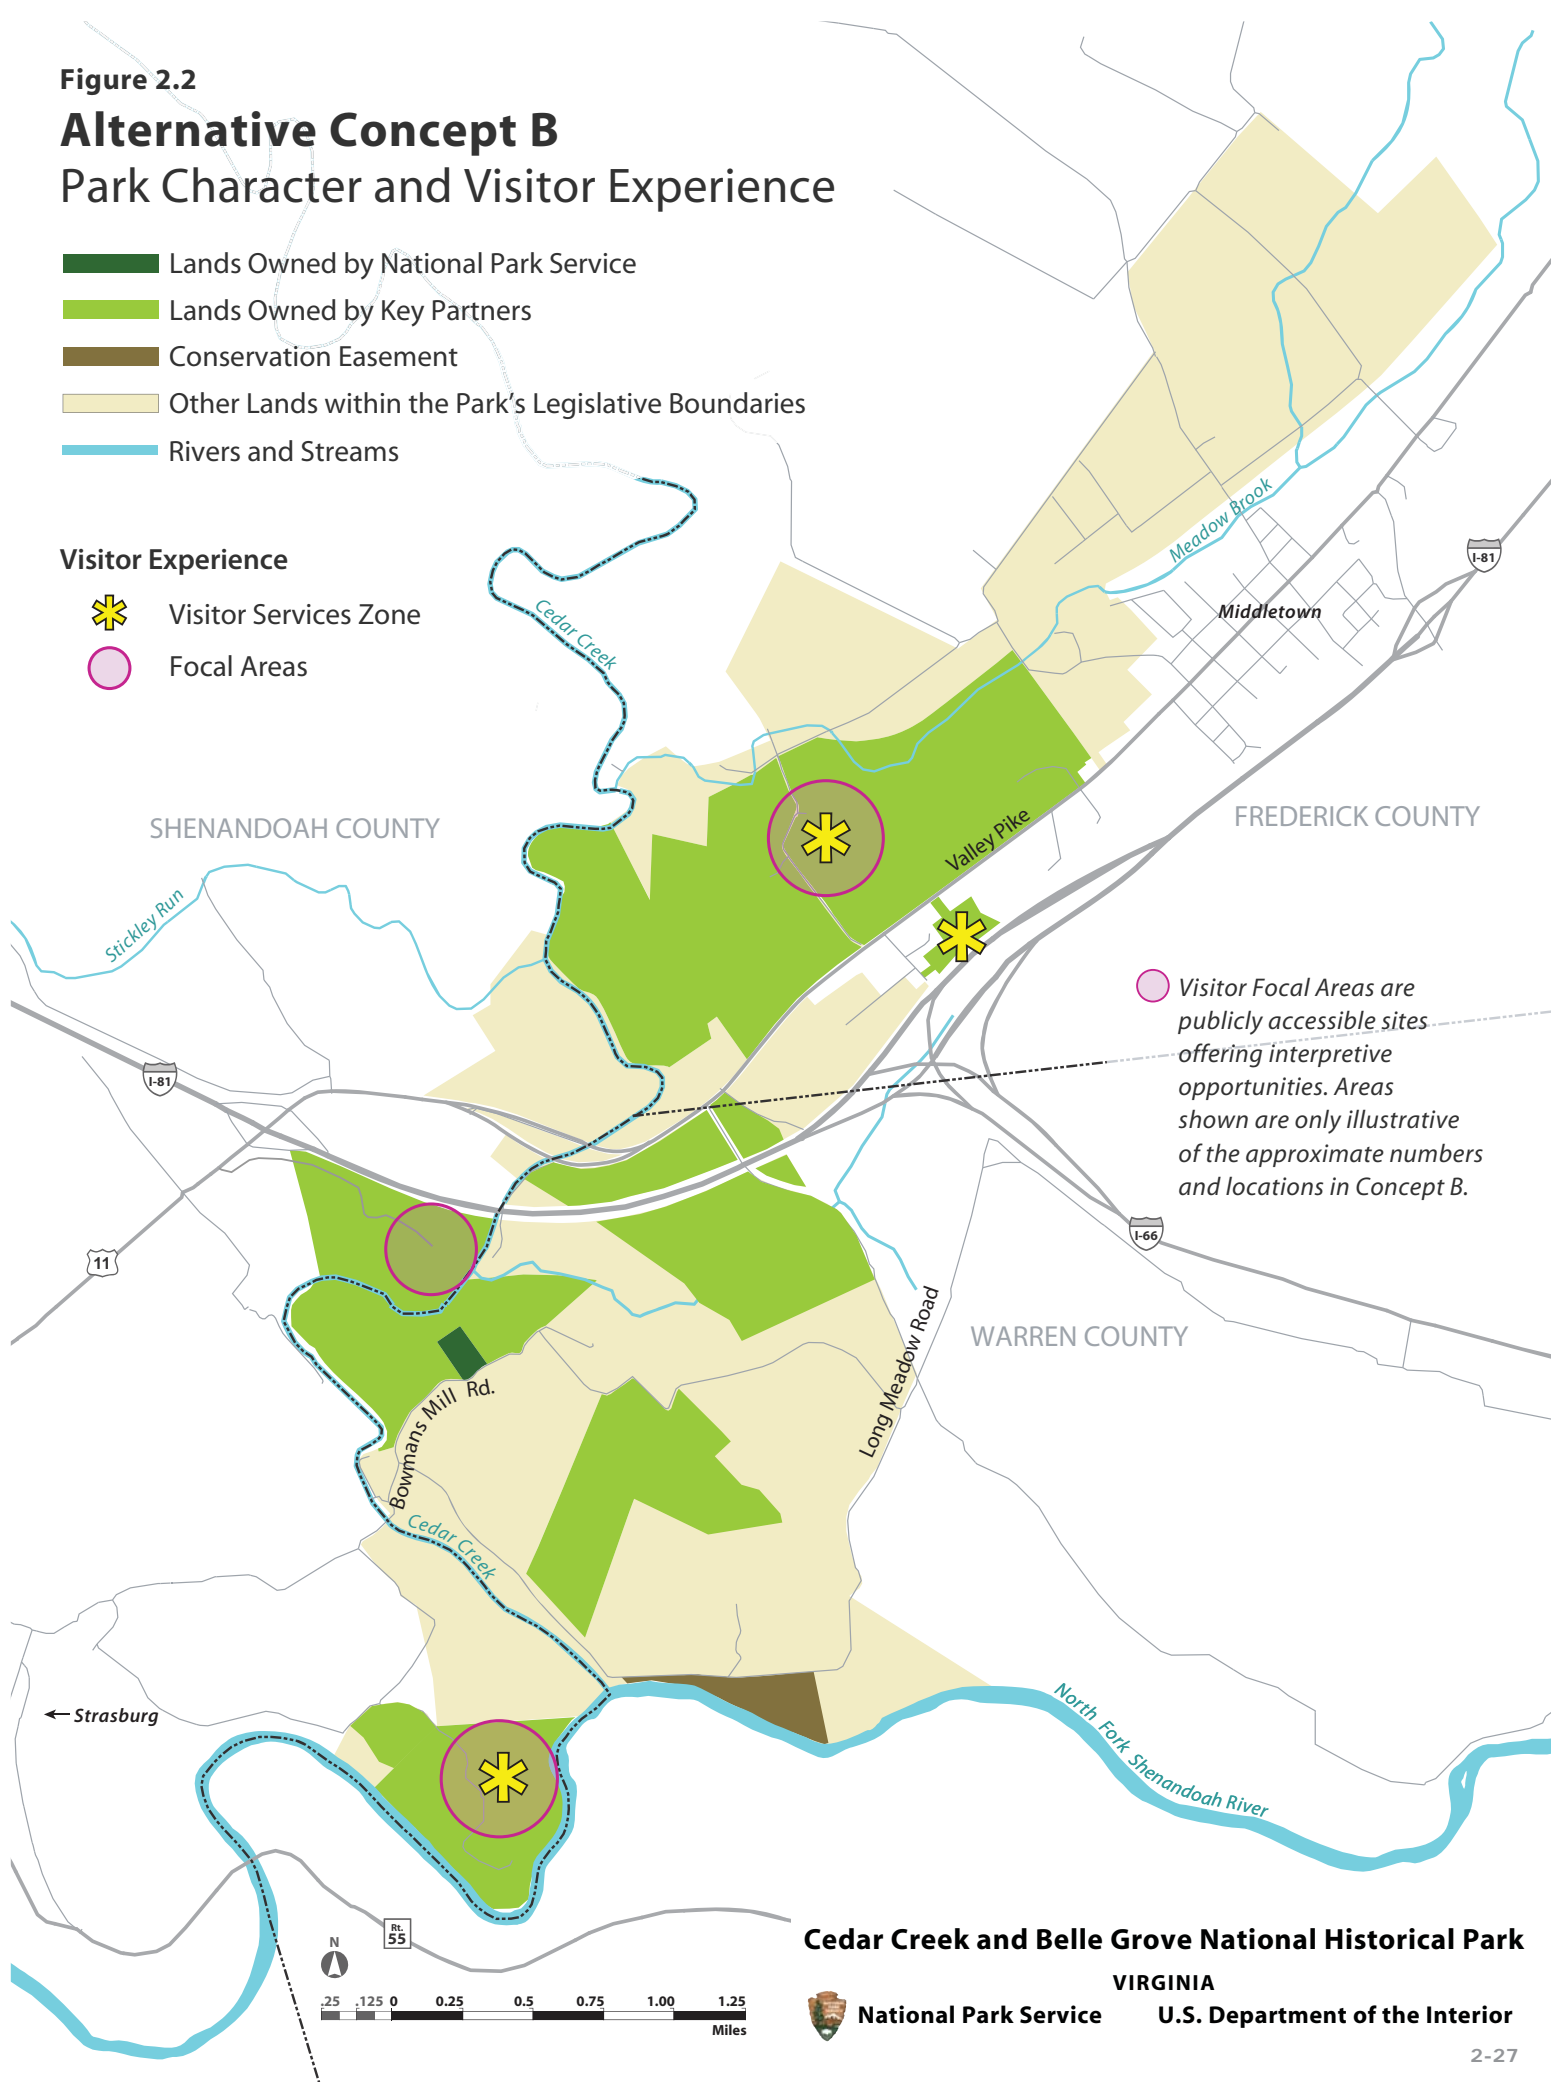 Figure 2.2
Alternative Concept B
Park Character and Visitor Experience
Lands Owned by National Park Service
Lands Owned by Key Partners
Conservation Easement
Other Lands within the Park's Legislative Boundaries
Rivers and Streams
Visitor Experience
Visitor Services Zone
Focal Areas
Cedar Creek
Meadow Brook
I-81
Middletown
SHENANDOAH COUNTY
FREDERICK COUNTY
Valley Pike
Stickley Run
Visitor Focal Areas are
publicly accessible sites
offering interpretive
opportunities. Areas
shown are only illustrative
of the approximate numbers
and locations in Concept B.
I-81
11
I-66
WARREN COUNTY
Long Meadow Road
Bowmans Mill Rd.
Cedar Creek
Strasburg
North Fork Shenandoah River
Rt.
55
N
.25 .125 0 0.25 0.5 0.75 1.00 1.25
Miles
Cedar Creek and Belle Grove National Historical Park
VIRGINIA
National Park Service U.S. Department of the Interior
2-27